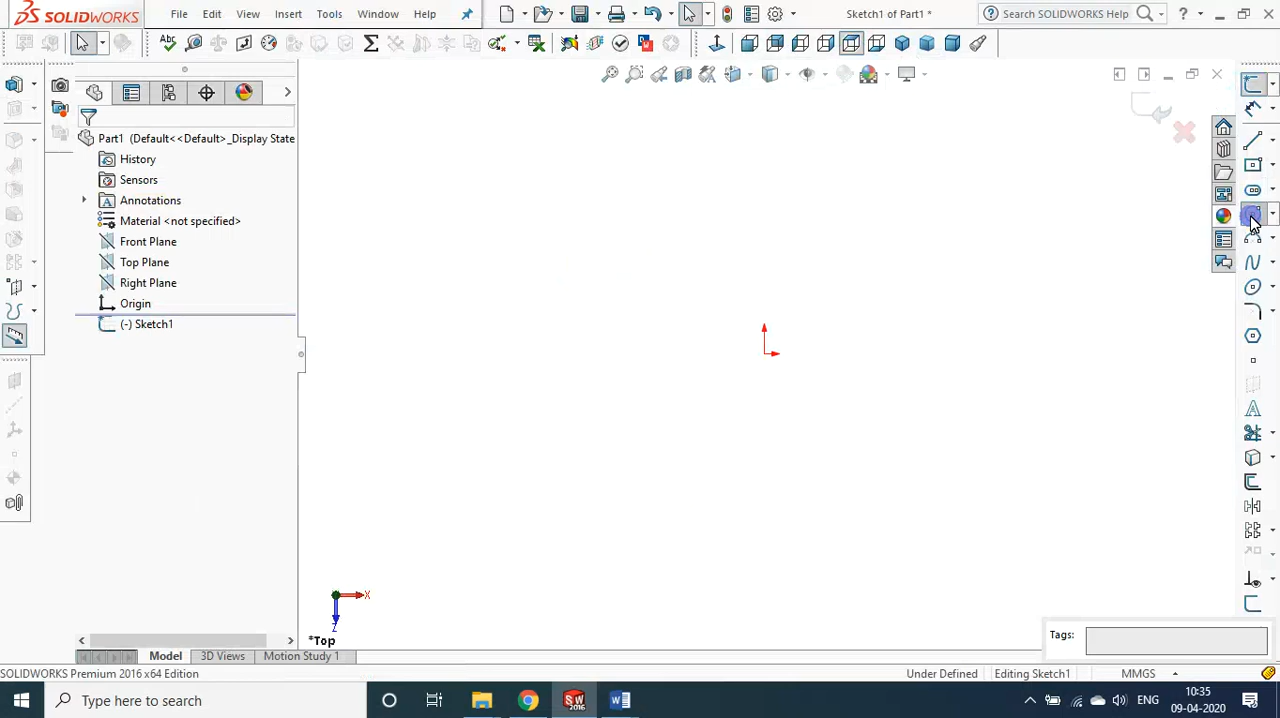 SOLIDWORKS
File Edit View Insert Tools Window Help
Sketch1 of Part1 *
Search SOLIDWORKS Help
Part1 (Default<<Default>_Display State
History
Sensors
Annotations
Material <not specified>
Front Plane
Top Plane
Right Plane
Origin
(-) Sketch1
X
Z
*Top
Tags:
Model 3D Views Motion Study 1
SOLIDWORKS Premium 2016 x64 Edition
Under Defined Editing Sketch1 MMGS
Type here to search
ENG
10:35
09-04-2020